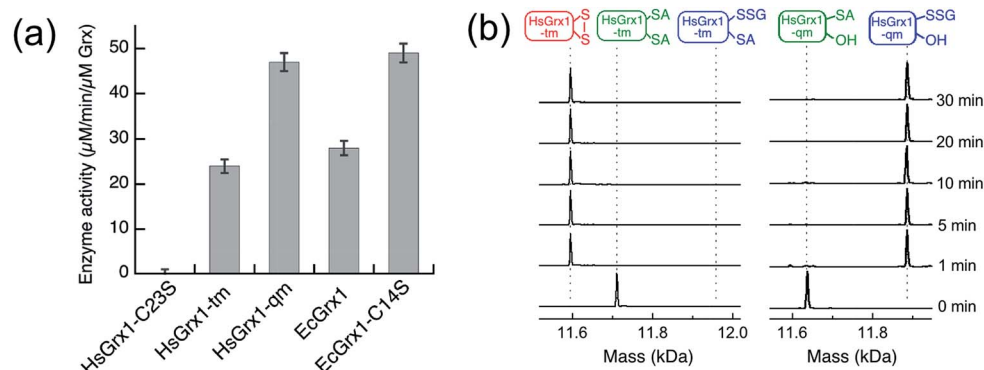 (a)
Enzyme activity (µM/min/µM Grx)
50
40
30
20
10
0
HsGrx1-C23S
HsGrx1-tm
HsGrx1-qm
EcGrx1
EcGrx1-C14S
(b)
HsGrx1
-tm
S
S
HsGrx1
-tm
SA
SA
HsGrx1
-tm
SSG
SA
HsGrx1
-qm
SA
OH
HsGrx1
-qm
SSG
OH
30 min
20 min
10 min
5 min
1 min
0 min
11.6 11.8 12.0
Mass (kDa)
11.6 11.8
Mass (kDa)